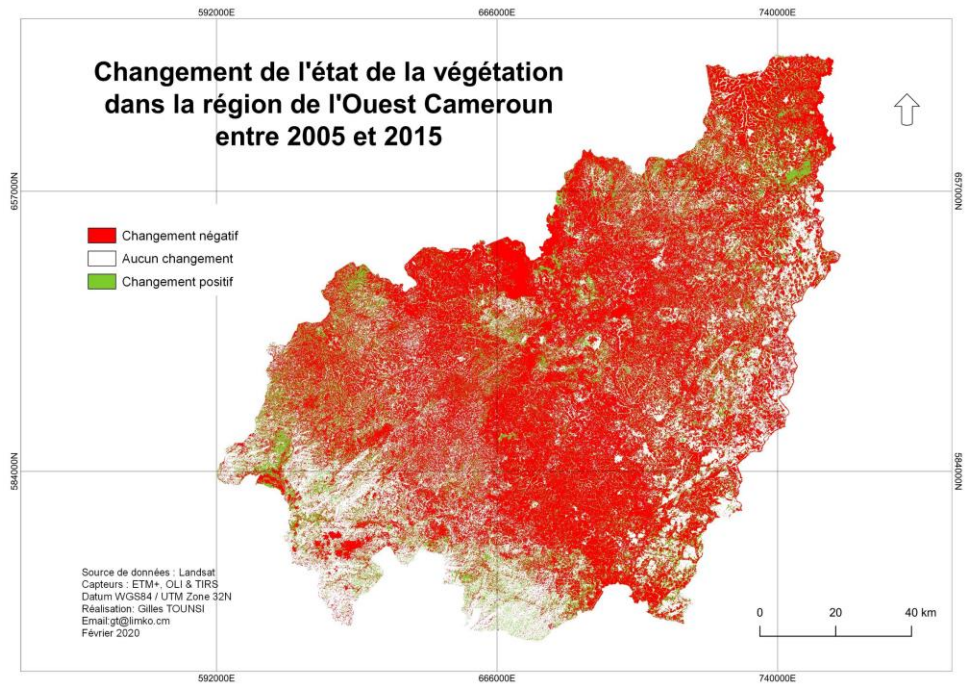 592000E
666000E
740000E
Changement de l'état de la végétation
dans la région de l'Ouest Cameroun
entre 2005 et 2015
657000N
657000N
Changement négatif
Aucun changement
Changement positif
584000N
584000N
Source de données : Landsat
Capteurs : ETM+, OLI & TIRS
Datum WGS84 / UTM Zone 32N
Réalisation: Gilles TOUNSI
Email:gt@limko.cm
Février 2020
0 20 40 km
592000E
666000E
740000E